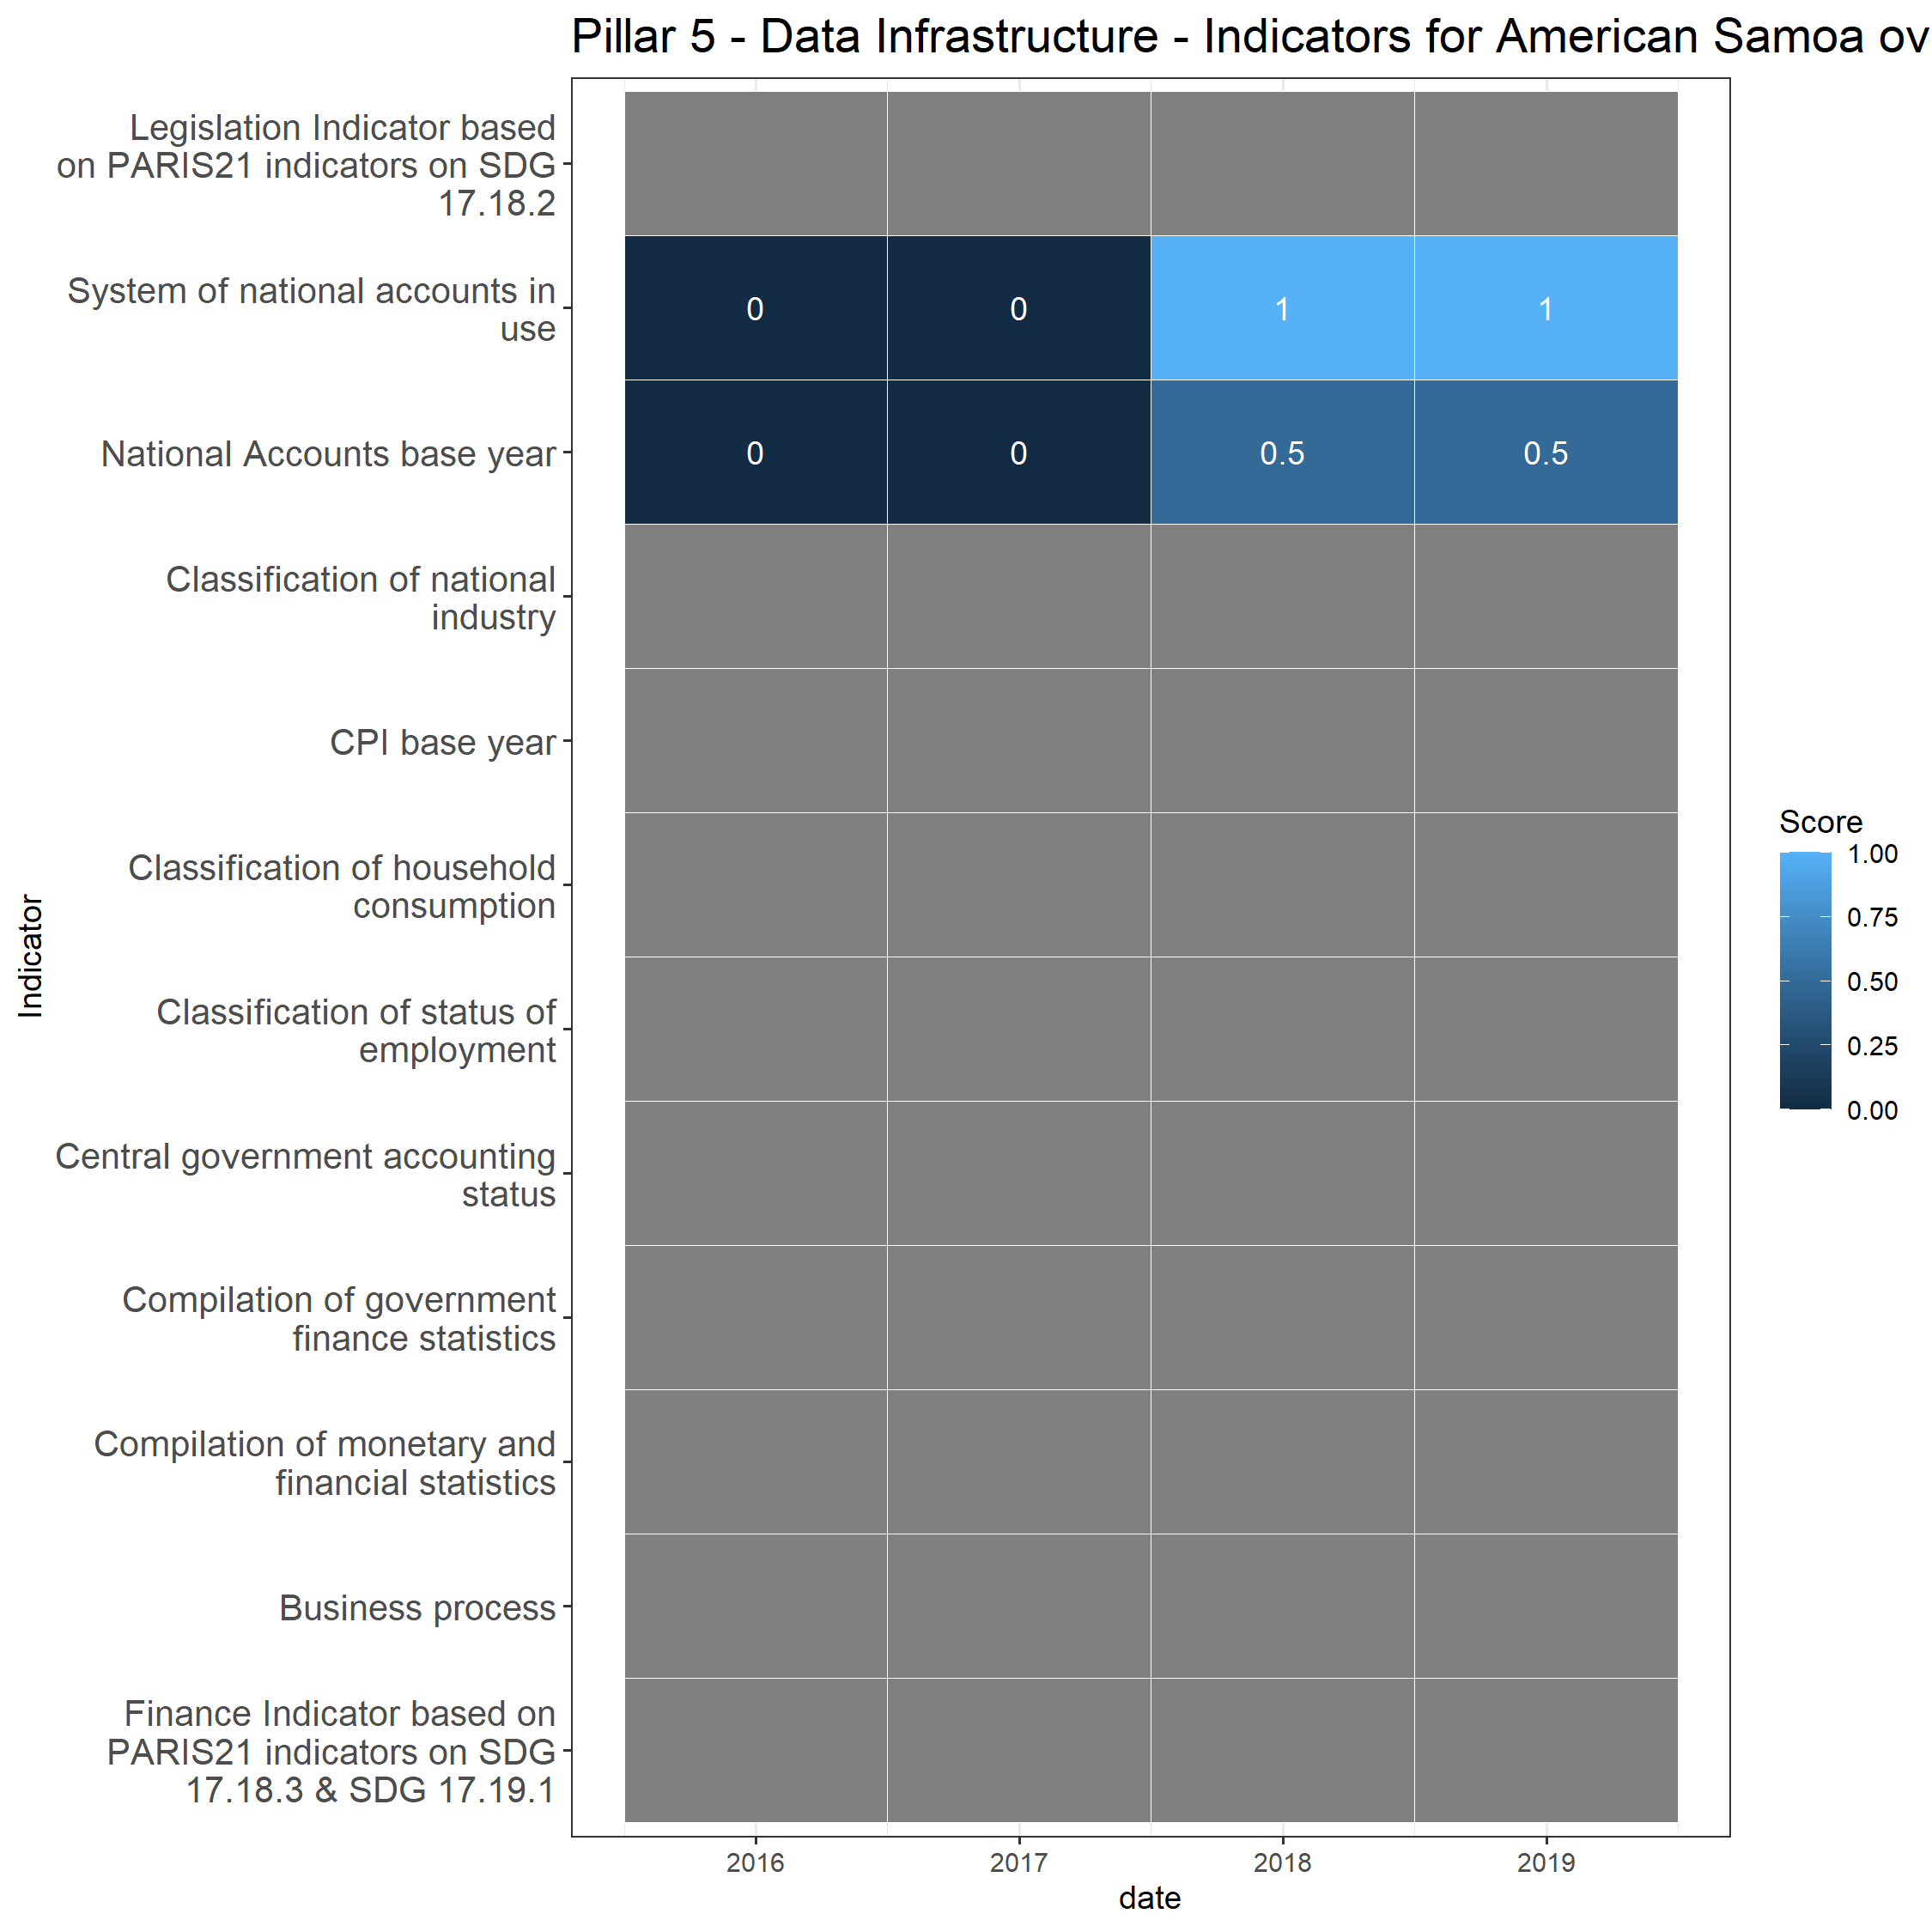 Pillar 5 - Data Infrastructure - Indicators for American Samoa ov
Legislation Indicator based
on PARIS21 indicators on SDG
17.18.2
System of national accounts in
use
0 0 1 1
National Accounts base year
0 0 0.5 0.5
Classification of national
industry
CPI base year
Classification of household
consumption
Classification of status of
employment
Central government accounting
status
Compilation of government
finance statistics
Compilation of monetary and
financial statistics
Business process
Finance Indicator based on
PARIS21 indicators on SDG
17.18.3 & SDG 17.19.1
Indicator
2016 2017 2018 2019
date
Score
1.00
0.75
0.50
0.25
0.00